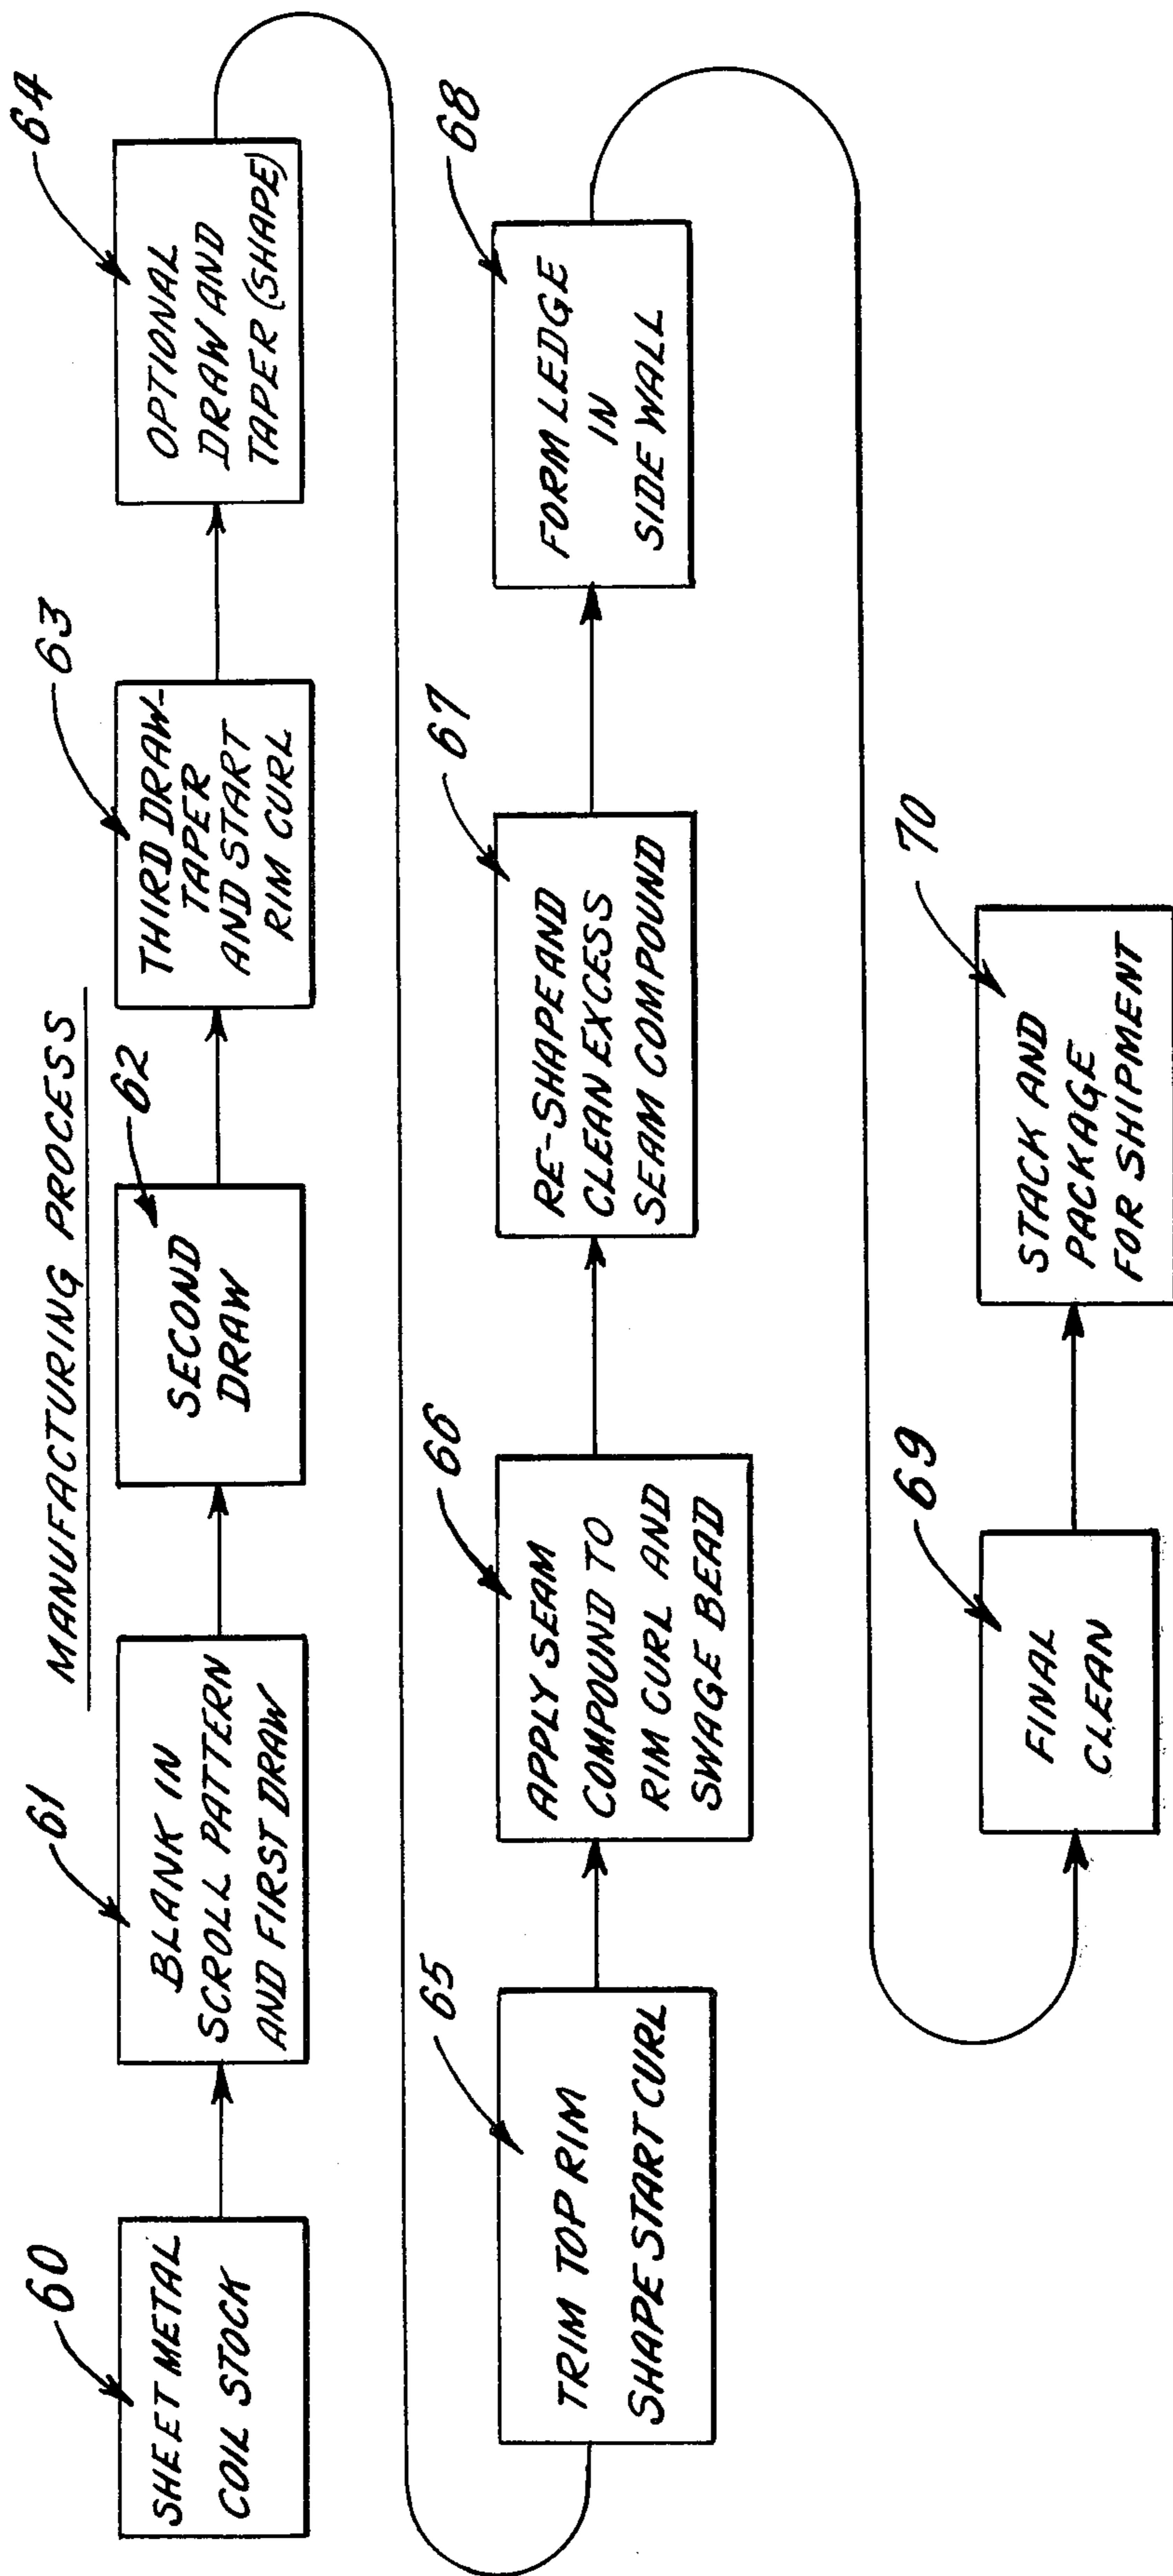 MANUFACTURING PROCESS
60
SHEET METAL
COIL STOCK
61
BLANK IN
SCROLL PATTERN
AND FIRST DRAW
62
SECOND
DRAW
63
THIRD DRAW-
TAPER
AND START
RIM CURL
64
OPTIONAL
DRAW AND
TAPER (SHAPE)
65
TRIM TOP RIM
SHAPE START CURL
66
APPLY SEAM
COMPOUND TO
RIM CURL AND
SWAGE BEAD
67
RE-SHAPE AND
CLEAN EXCESS
SEAM COMPOUND
68
FORM LEDGE
IN
SIDE WALL
69
FINAL
CLEAN
70
STACK AND
PACKAGE
FOR SHIPMENT